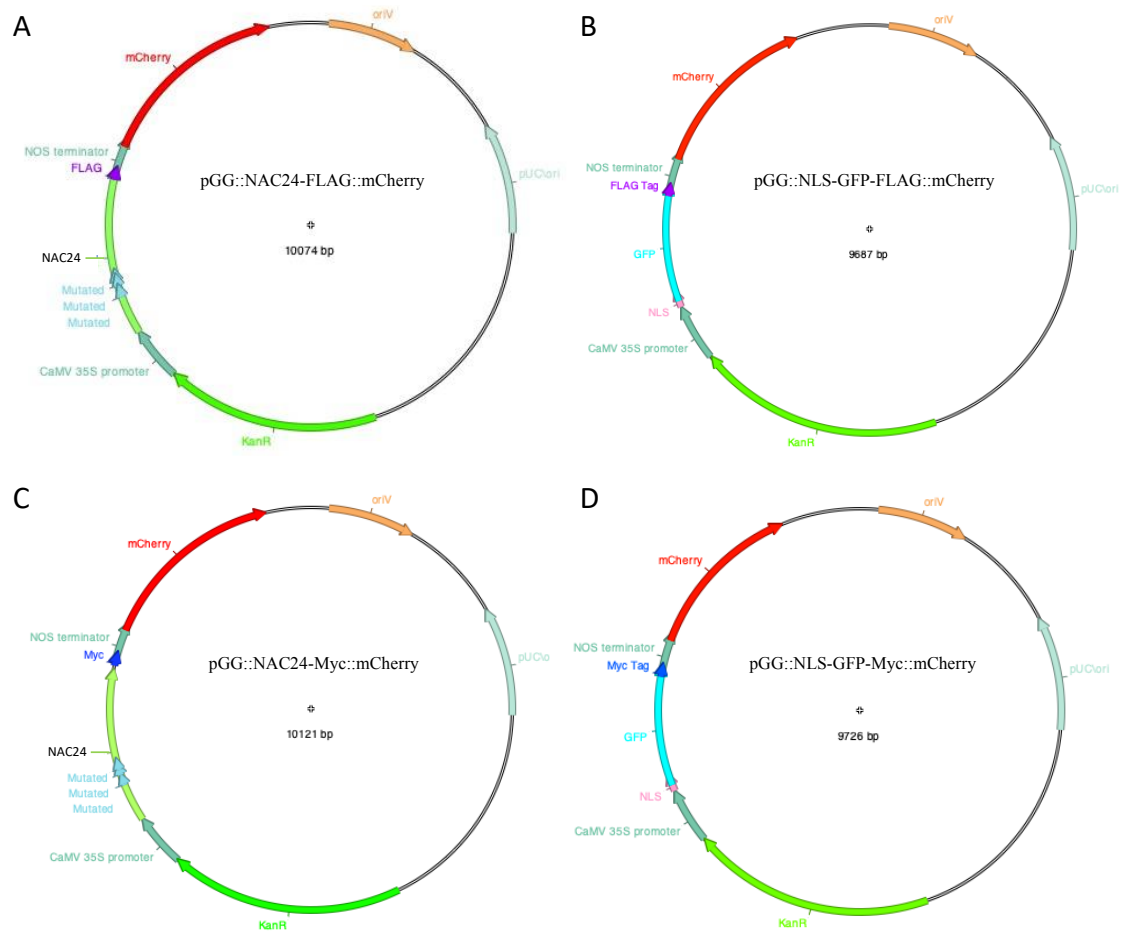 A
oriV
mCherry
NOS terminator
FLAG
pGG::NAC24-FLAG::mCherry
pUC\ori
10074 bp
NAC24
Mutated
Mutated
Mutated
CaMV 35S promoter
KanR
B
oriV
mCherry
NOS terminator
FLAG Tag
pGG::NLS-GFP-FLAG::mCherry
pUC\ori
9687 bp
GFP
NLS
CaMV 35S promoter
KanR
C
oriV
mCherry
NOS terminator
Myc
pGG::NAC24-Myc::mCherry
pUC\o
10121 bp
NAC24
Mutated
Mutated
Mutated
CaMV 35S promoter
KanR
D
oriV
mCherry
NOS terminator
Myc Tag
pGG::NLS-GFP-Myc::mCherry
pUC\ori
9726 bp
GFP
NLS
CaMV 35S promoter
KanR